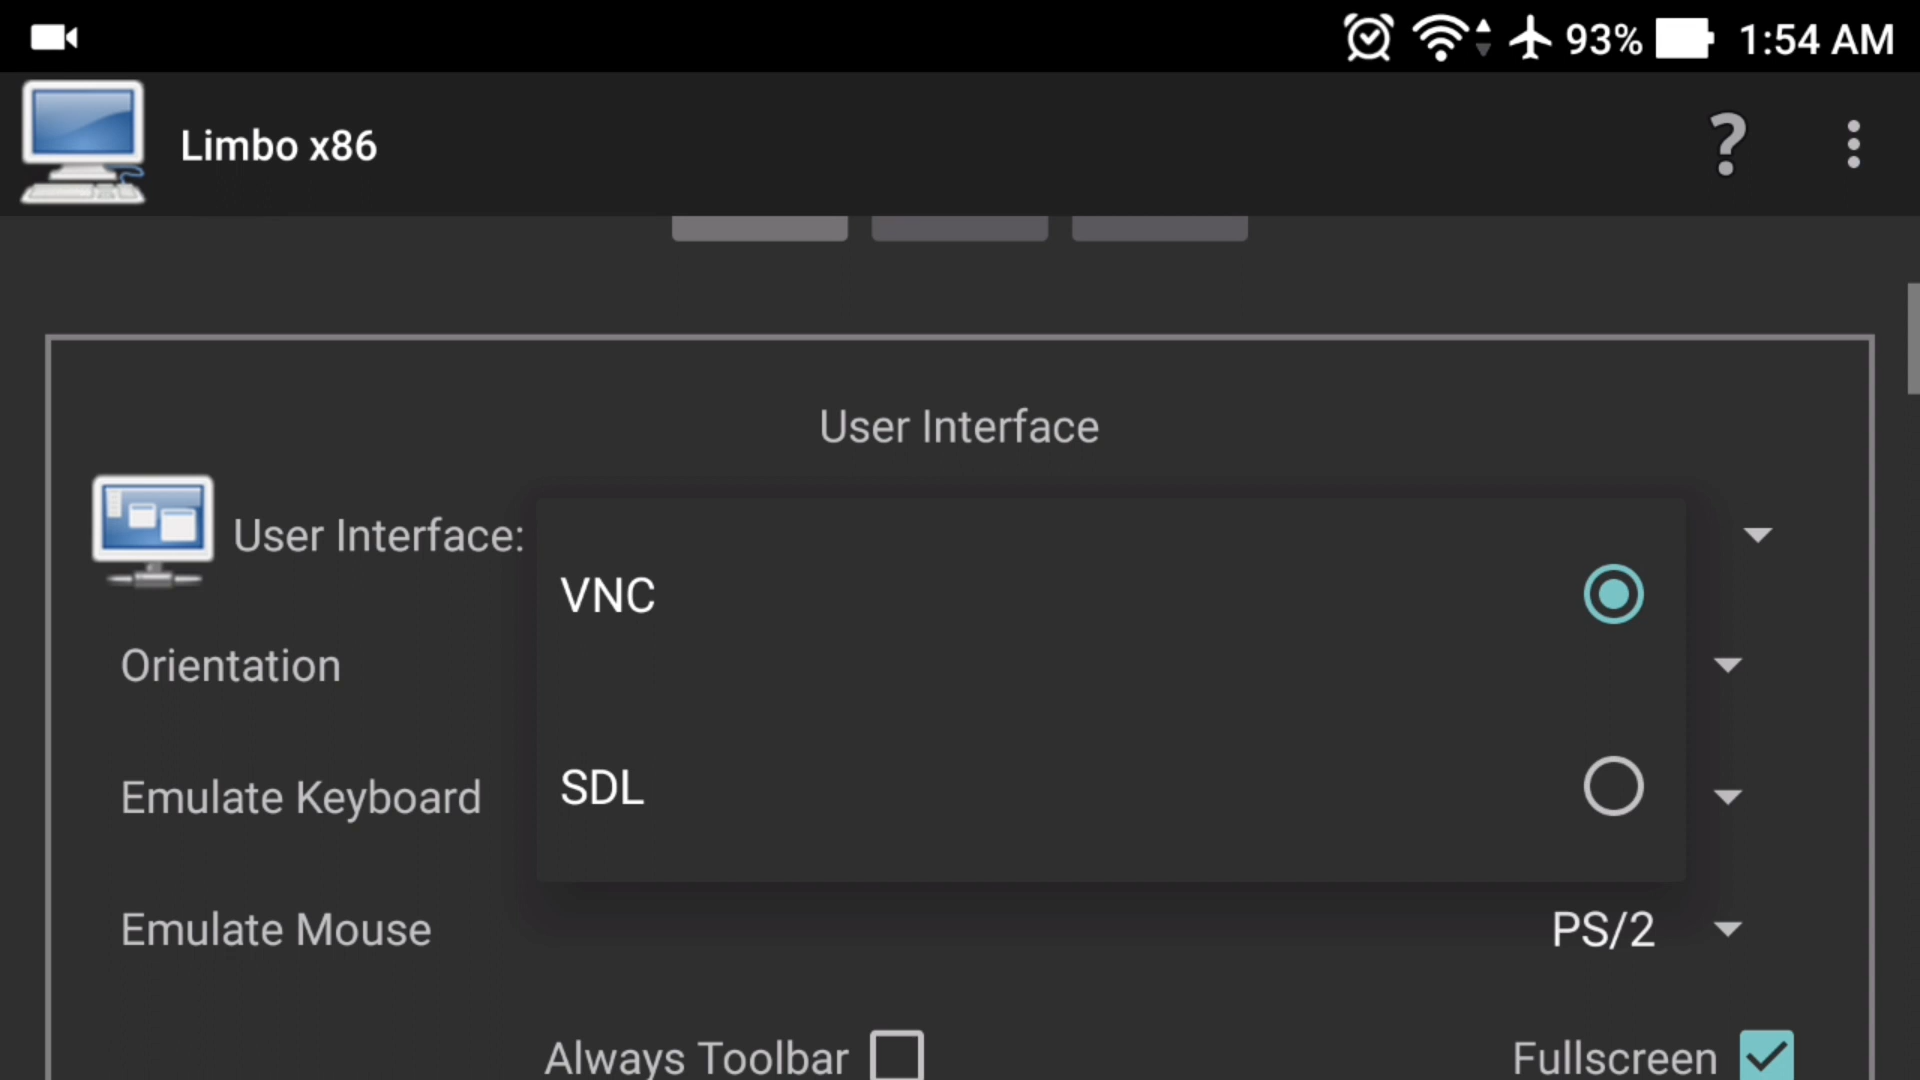 93% 1:54 AM
Limbo x86
?
User Interface
User Interface:
VNC
Orientation
SDL
Emulate Keyboard
Emulate Mouse PS/2
Always Toolbar Fullscreen